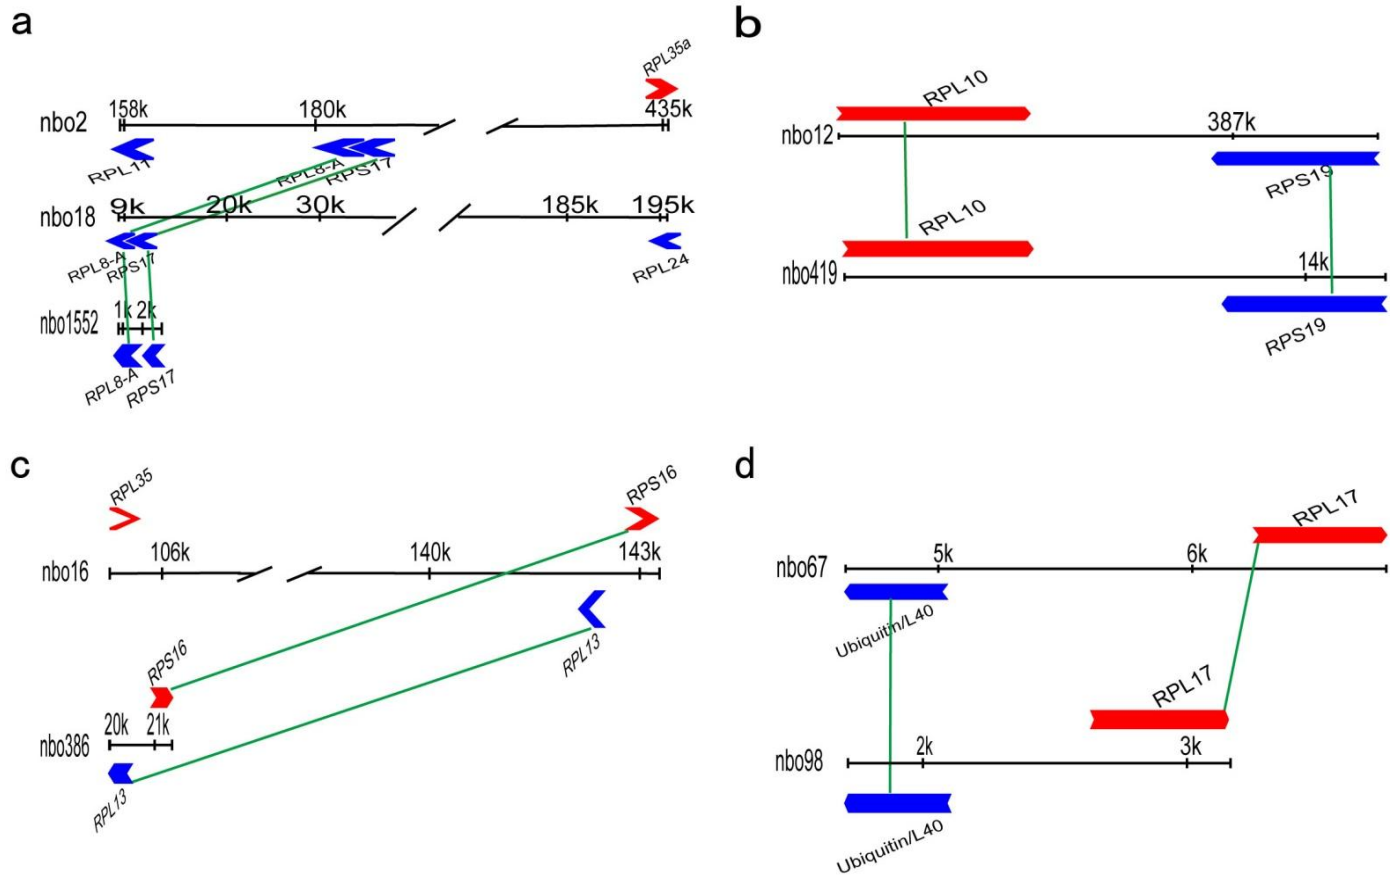 a
RPL35a
158k 180k 435k
nbo2
RPL11 RPL8-A RPS17
9k 20k 30k 185k 195k
nbo18
RPL8-A RPS17 RPL24
1k 2k
nbo1552
RPL8-A RPS17
b
RPL10
387k
nbo12
RPS19
RPL10
nbo419
14k
RPS19
c
RPL35 RPS16
106k 140k 143k
nbo16
RPS16 RPL13
20k 21k
nbo386
RPL13
d
RPL17
5k 6k
nbo67
Ubiquitin/L40
RPL17
2k 3k
nbo98
Ubiquitin/L40